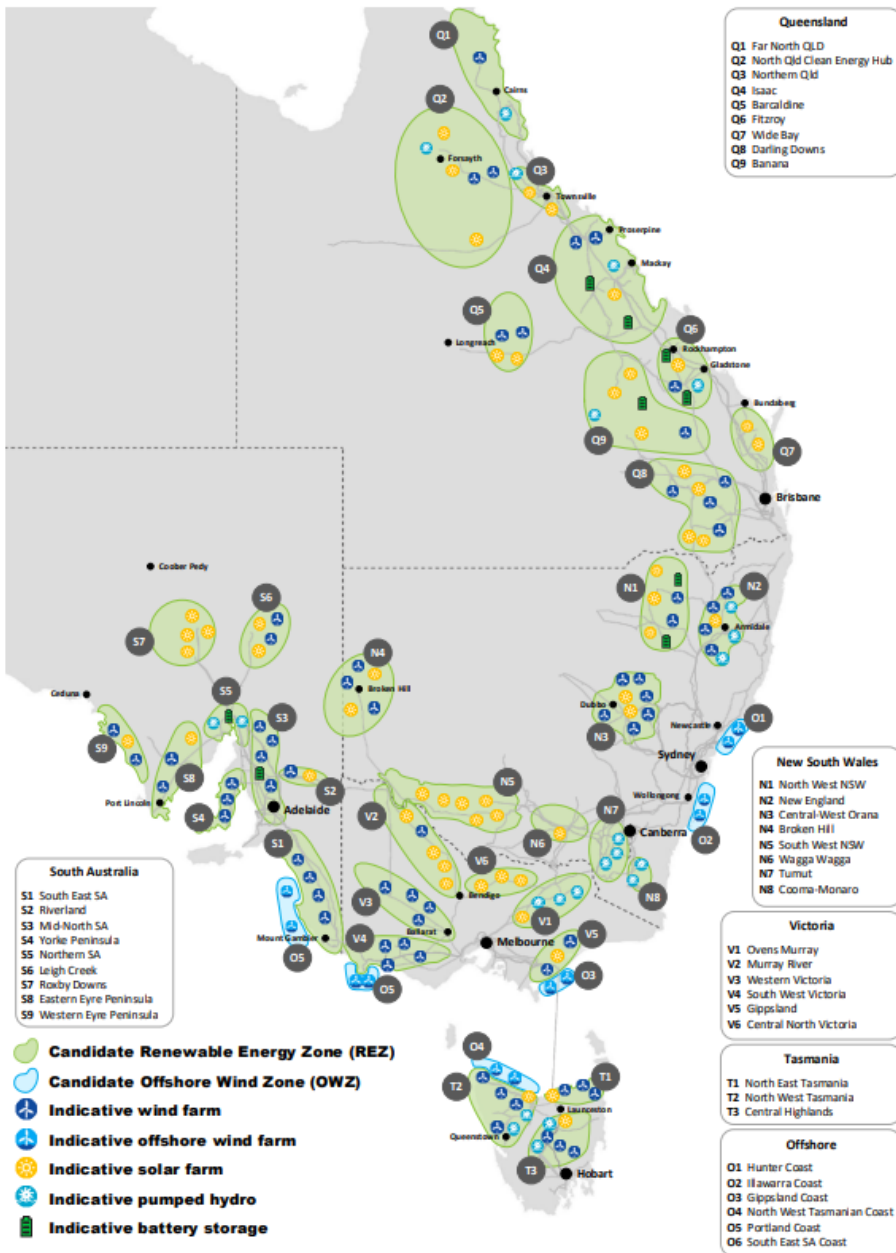 Queensland
Q1 Far North QLD
Q2 North Qld Clean Energy Hub
Q3 Northern Qld
Q4 Isaac
Q5 Barcaldine
Q6 Fitzroy
Q7 Wide Bay
Q8 Darling Downs
Q9 Banana
Q1
Cairns
Q2
Forsayth
Q3
Townsville
Proserpine
Q4
Mackay
Q5
Longreach
Q6
Rockhampton
Gladstone
Bundaberg
Q9
Q7
Q8
Brisbane
Coober Pedy
N1
N2
Armidale
S6
S7
N4
Broken Hill
Ceduna
S5
S3
Dubbo
N3
Newcastle
O1
Sydney
S9
S8
Port Lincoln
S4
S2
Adelaide
N5
V2
N6
N7
Wollongong
Canberra
O2
New South Wales
N1 North West NSW
N2 New England
N3 Central-West Orana
N4 Broken Hill
N5 South West NSW
N6 Wagga Wagga
N7 Tumut
N8 Cooma-Monaro
S1
V6
Bendigo
V3
N8
V1
South Australia
S1 South East SA
S2 Riverland
S3 Mid-North SA
S4 Yorke Peninsula
S5 Northern SA
S6 Leigh Creek
S7 Roxby Downs
S8 Eastern Eyre Peninsula
S9 Western Eyre Peninsula
Mount Gambier
O5
V4
Ballarat
Melbourne
V5
O5
O3
Victoria
V1 Ovens Murray
V2 Murray River
V3 Western Victoria
V4 South West Victoria
V5 Gippsland
V6 Central North Victoria
Candidate Renewable Energy Zone (REZ)
Candidate Offshore Wind Zone (OWZ)
Indicative wind farm
Indicative offshore wind farm
Indicative solar farm
Indicative pumped hydro
Indicative battery storage
O4
T2
T1
Launceston
Queenstown
T3
Hobart
Tasmania
T1 North East Tasmania
T2 North West Tasmania
T3 Central Highlands
Offshore
O1 Hunter Coast
O2 Illawarra Coast
O3 Gippsland Coast
O4 North West Tasmanian Coast
O5 Portland Coast
O6 South East SA Coast